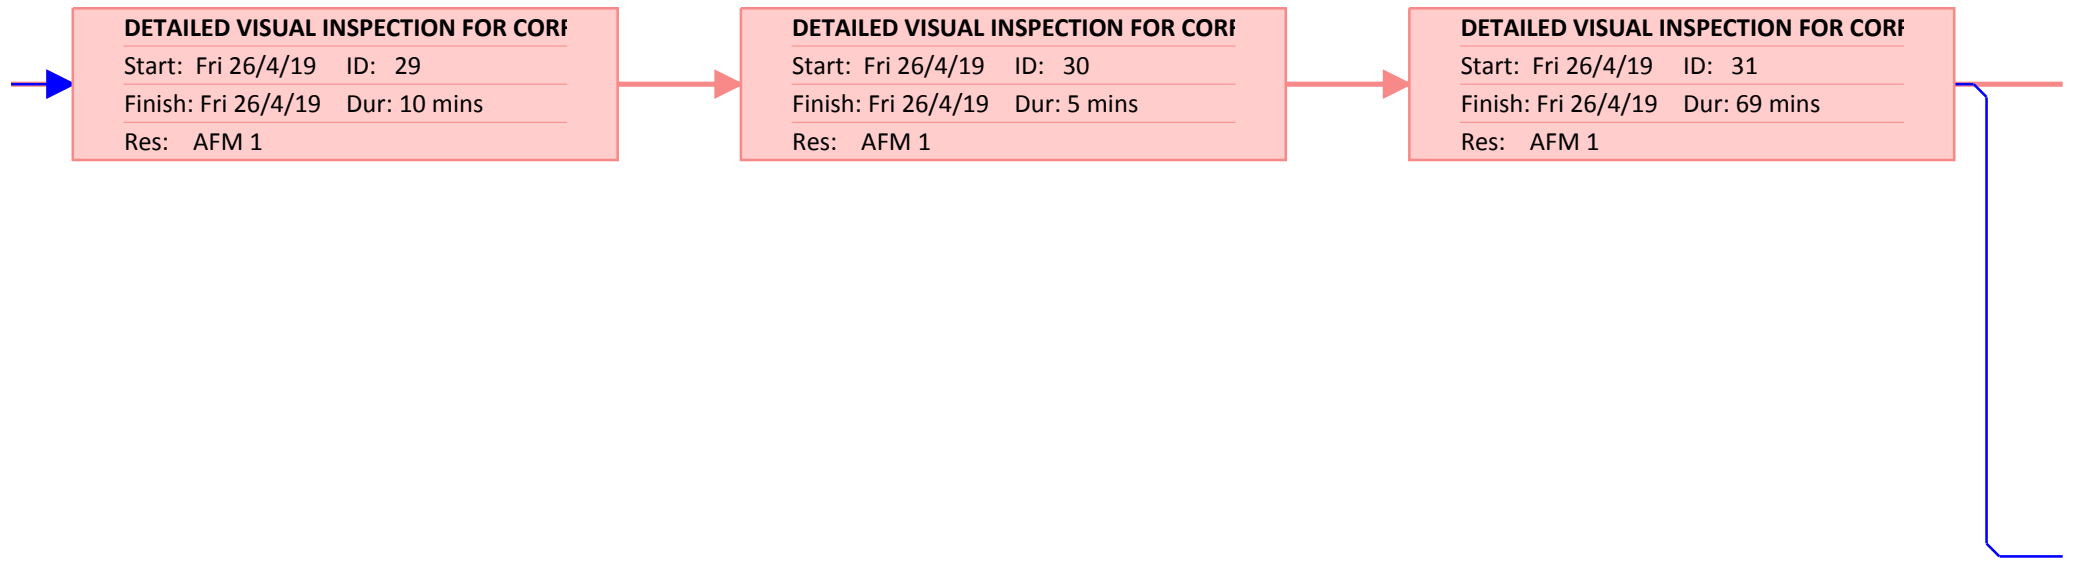 DETAILED VISUAL INSPECTION FOR
Start: Fri 26/4/19 ID: 29
Finish: Fri 26/4/19 Dur: 10 mins
Res: AFM 1
DETAILED VISUAL INSPECTION FOR
Start: Fri 26/4/19 ID: 30
Finish: Fri 26/4/19 Dur: 5 mins
Res: AFM 1
DETAILED VISUAL INSPECTION FOR
Start: Fri 26/4/19 ID: 31
Finish: Fri 26/4/19 Dur: 69 mins
Res: AFM 1